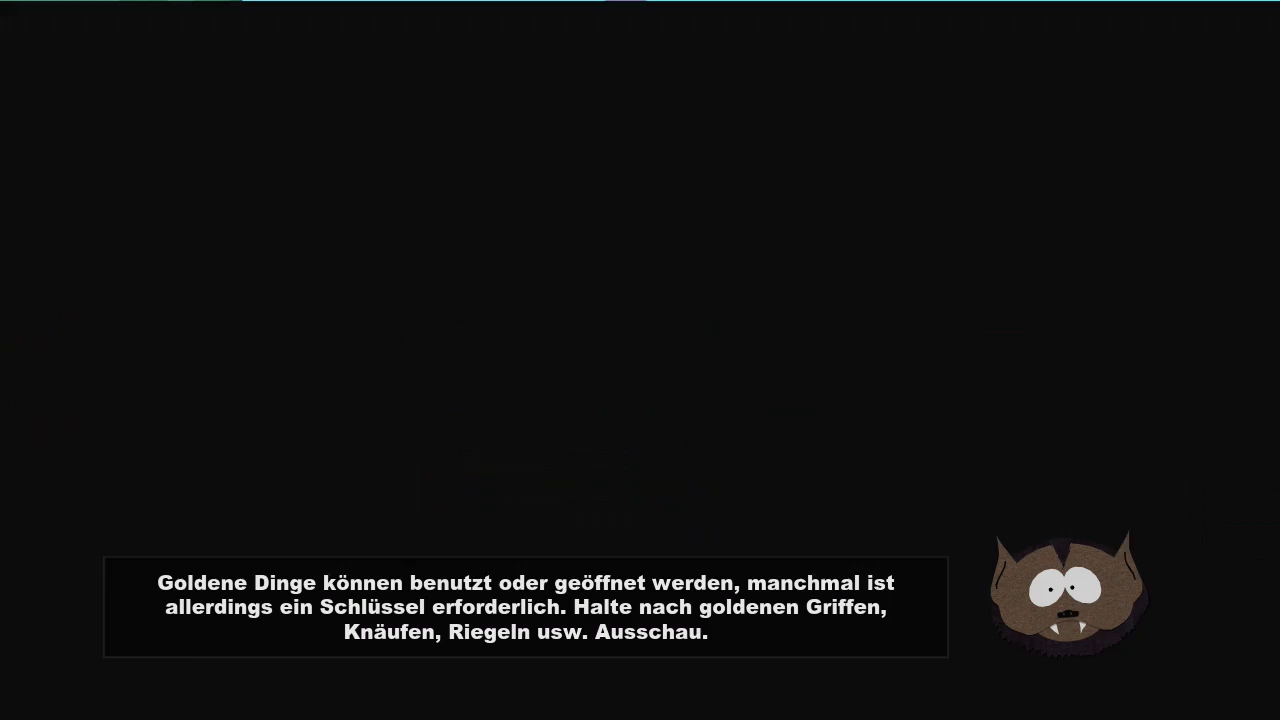 Goldene Dinge können benutzt oder geöffnet werden, manchmal ist
allerdings ein Schlüssel erforderlich. Halte nach goldenen Griffen,
Knäufen, Riegeln usw. Ausschau.